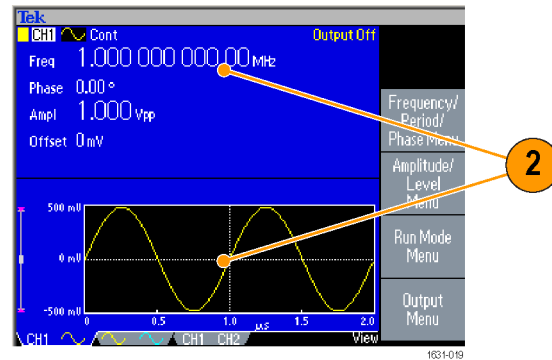 Tek
CH1 Cont Output Off
Freq 1.000 000 000 00 MHz
Phase 0.00 °
Ampl 1.000 Vpp
Offset 0 mV
Frequency/
Period/
Phase Menu
Amplitude/
Level
Menu
Run Mode
Menu
Output
Menu
2
500 mV
0 mV
-500 mV
0 0.5 1.0 µs 1.5 2.0
CH1 CH1 CH2 View
1631-019